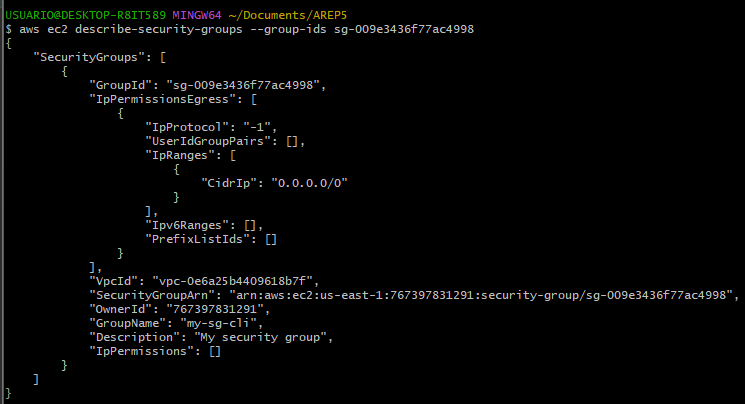 USUARIO@DESKTOP-R8IT589 MINGW64 ~/Documents/AREP5
$ aws ec2 describe-security-groups --group-ids sg-009e3436f77ac4998
{
    "SecurityGroups": [
        {
            "GroupId": "sg-009e3436f77ac4998",
            "IpPermissionsEgress": [
                {
                    "IpProtocol": "-1",
                    "UserIdGroupPairs": [],
                    "IpRanges": [
                        {
                            "CidrIp": "0.0.0.0/0"
                        }
                    ],
                    "Ipv6Ranges": [],
                    "PrefixListIds": []
                }
            ],
            "VpcId": "vpc-0e6a25b4409618b7f",
            "SecurityGroupArn": "arn:aws:ec2:us-east-1:767397831291:security-group/sg-009e3436f77ac4998",
            "OwnerId": "767397831291",
            "GroupName": "my-sg-cli",
            "Description": "My security group",
            "IpPermissions": []
        }
    ]
}